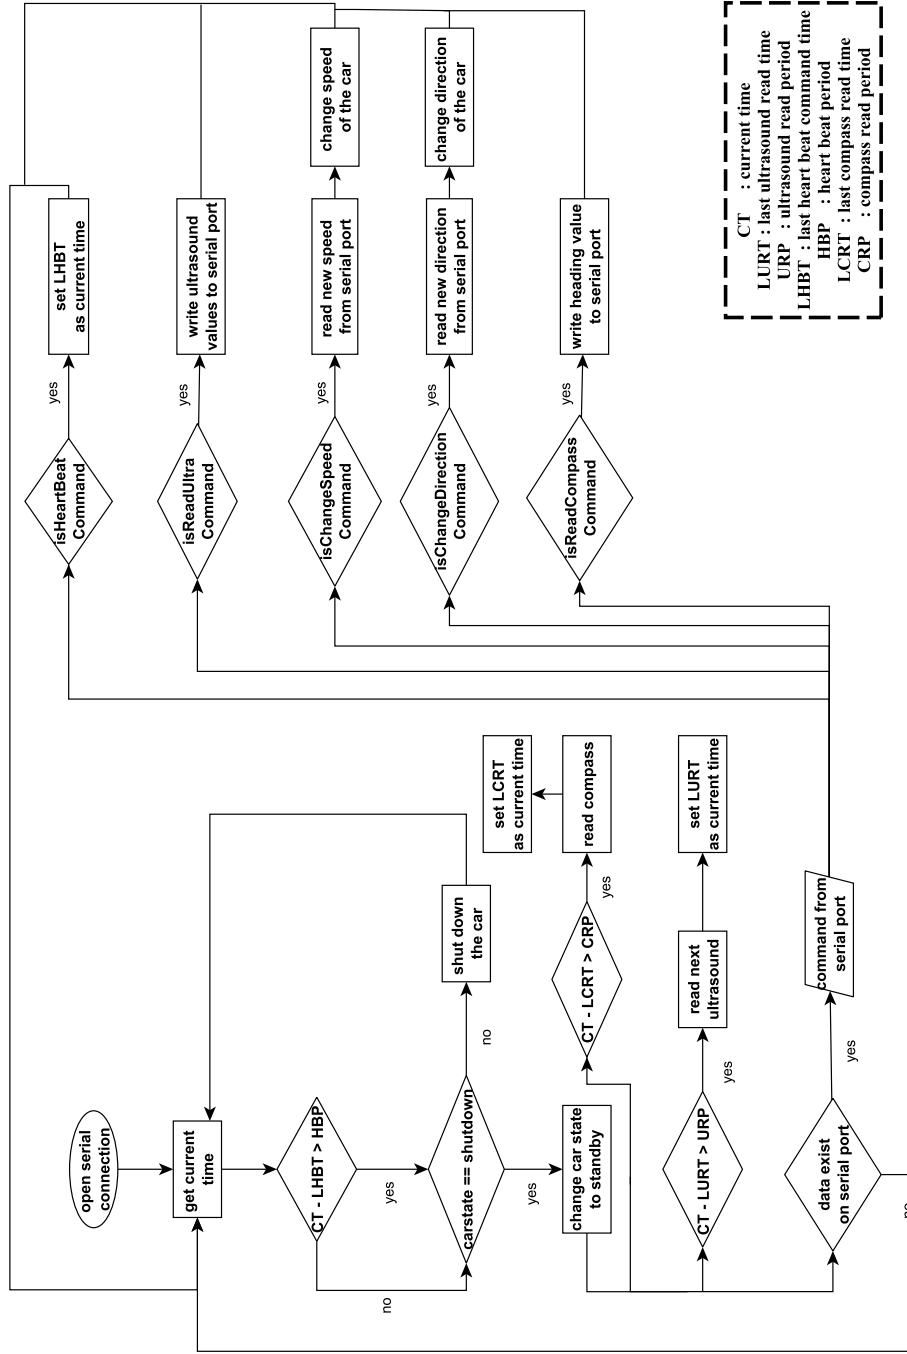 open serial
connection
get current
time
CT - LHBT > HBP
no
yes
carstate == shutdown
no
shut down
the car
yes
change car state
to standby
CT - LCRT > CRP
yes
read compass
set LCRT
as current time
CT - LURT > URP
yes
read next
ultrasound
set LURT
as current time
data exist
on serial port
no
yes
command from
serial port
isHeartBeat
Command
yes
set LHBT
as current time
isReadUltra
Command
yes
write ultrasound
values to serial port
isChangeSpeed
Command
yes
read new speed
from serial port
change speed
of the car
isChangeDirection
Command
yes
read new direction
from serial port
change direction
of the car
isReadCompass
Command
yes
write heading value
to serial port
CT : current time
LURT : last ultrasound read time
URP : ultrasound read period
LHBT : last heart beat command time
HBP : heart beat period
LCRT : last compass read time
CRP : compass read period